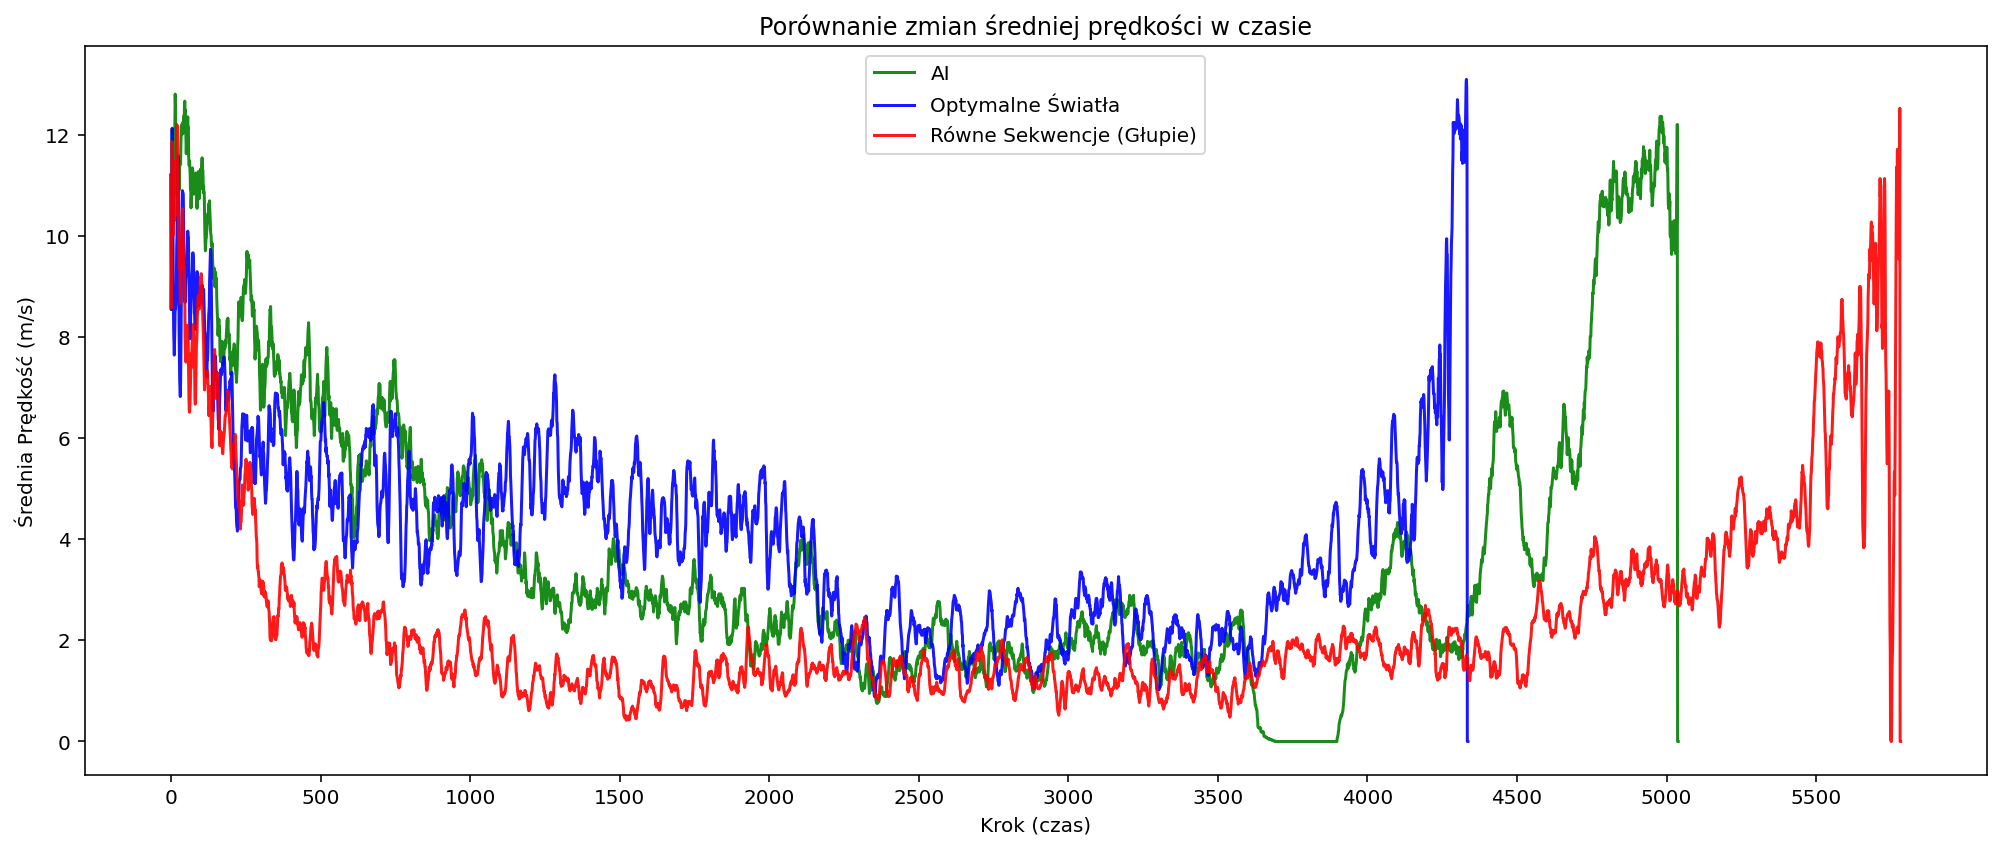 Porównanie zmian średniej prędkości w czasie
AI
Optymalne Światła
Równe Sekwencje (Głupie)
Średnia Prędkość (m/s)
12
10
8
6
4
2
0
0 500 1000 1500 2000 2500 3000 3500 4000 4500 5000 5500
Krok (czas)